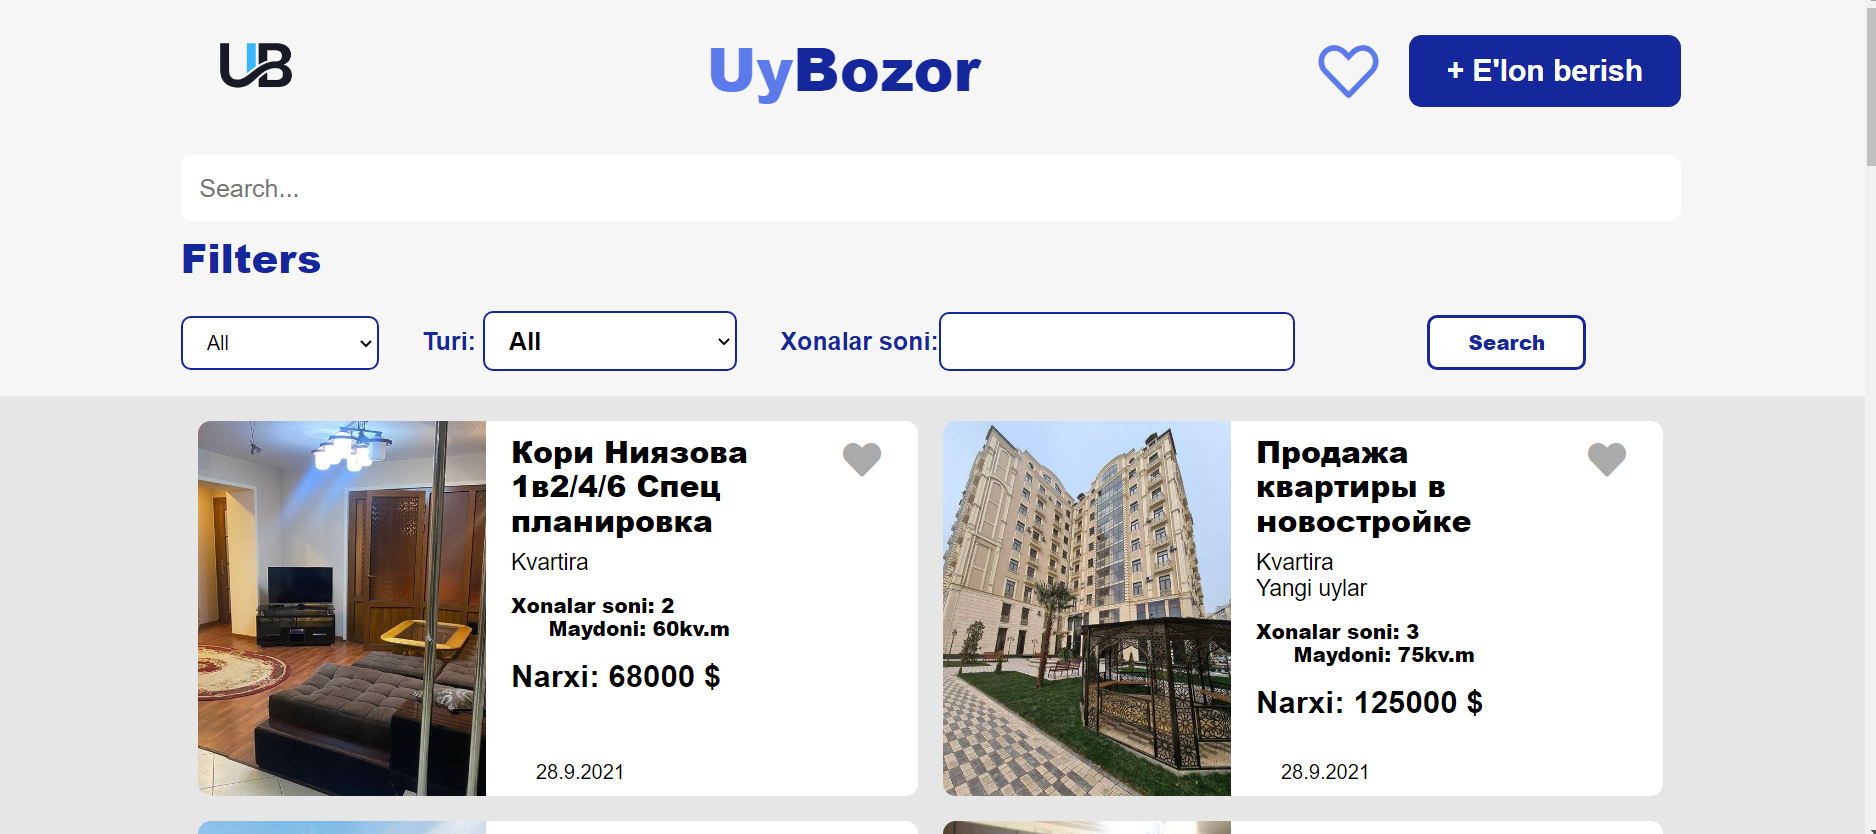 UB
UyBozor
+ E'lon berish
Search...
Filters
All
Turi: All
Xonalar soni:
Search
Кори Ниязова
1в2/4/6 Спец
планировка
Kvartira
Xonalar soni: 2
Maydoni: 60kv.m
Narxi: 68000 $
28.9.2021
Продажа
квартиры в
новостройке
Kvartira
Yangi uylar
Xonalar soni: 3
Maydoni: 75kv.m
Narxi: 125000 $
28.9.2021